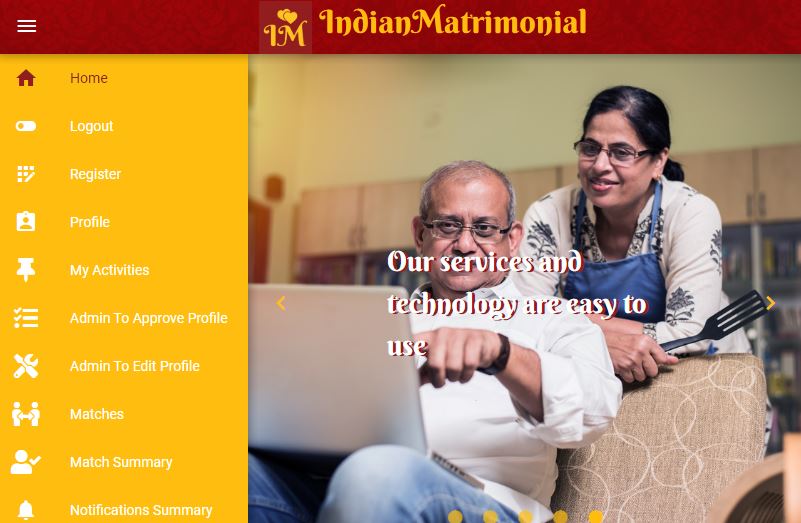 IM IndianMatrimonial
Home
Logout
Register
Profile
My Activities
Admin To Approve Profile
Admin To Edit Profile
Matches
Match Summary
Notifications Summary
Our services and
technology are easy to
use